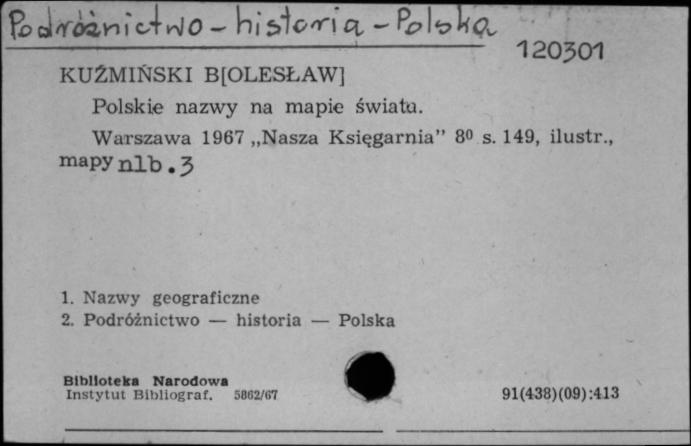 Podróżnictwo - historia - Polska
120301
KUŹMIŃSKI B[OLESŁAW]
Polskie nazwy na mapie świata.
Warszawa 1967 „Nasza Księgarnia” 8⁰ s. 149, ilustr.,
mapy nlb. 3
1. Nazwy geograficzne
2. Podróżnictwo — historia — Polska
Biblioteka Narodowa
Instytut Bibliograf. 5862/67
91(438)(09):413